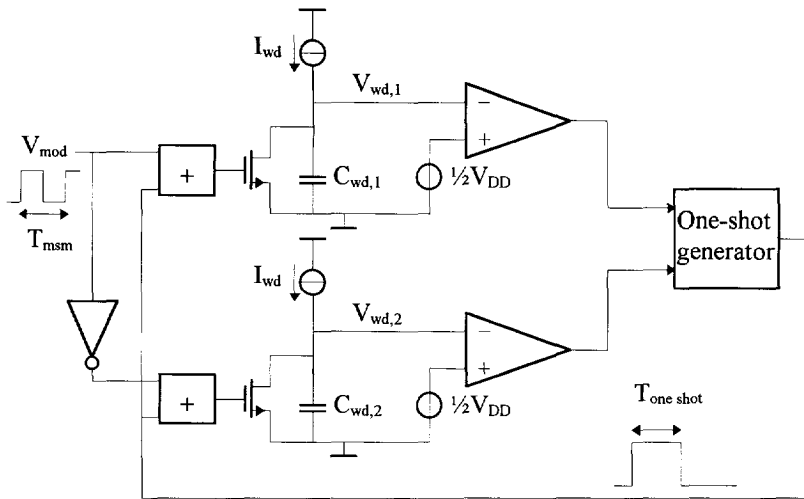 I_wd
V_wd,1
−
+
V_mod
+
C_wd,1
½V_DD
T_msm
One-shot
generator
I_wd
V_wd,2
−
+
+
C_wd,2
½V_DD
T_one shot